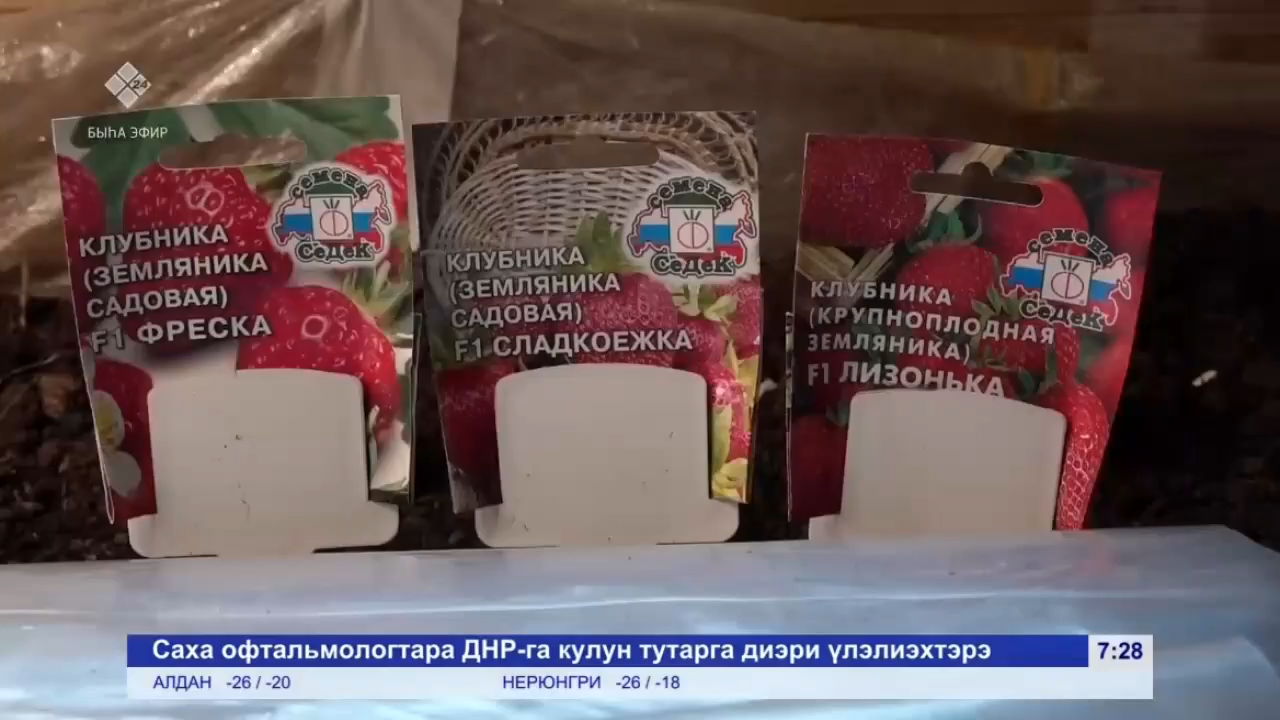 24
БЫҺА ЭФИР
семена
СеДеК
КЛУБНИКА
(ЗЕМЛЯНИКА
САДОВАЯ)
F1 ФРЕСКА
семена
СеДеК
КЛУБНИКА
(ЗЕМЛЯНИКА
САДОВАЯ)
F1 СЛАДКОЕЖКА
семена
СеДеК
КЛУБНИКА
(КРУПНОПЛОДНАЯ
ЗЕМЛЯНИКА)
F1 ЛИЗОНЬКА
Саха офтальмологтара ДНР-га кулун тутарга диэри үлэлиэхтэрэ 7:28
АЛДАН -26 / -20 НЕРЮНГРИ -26 / -18